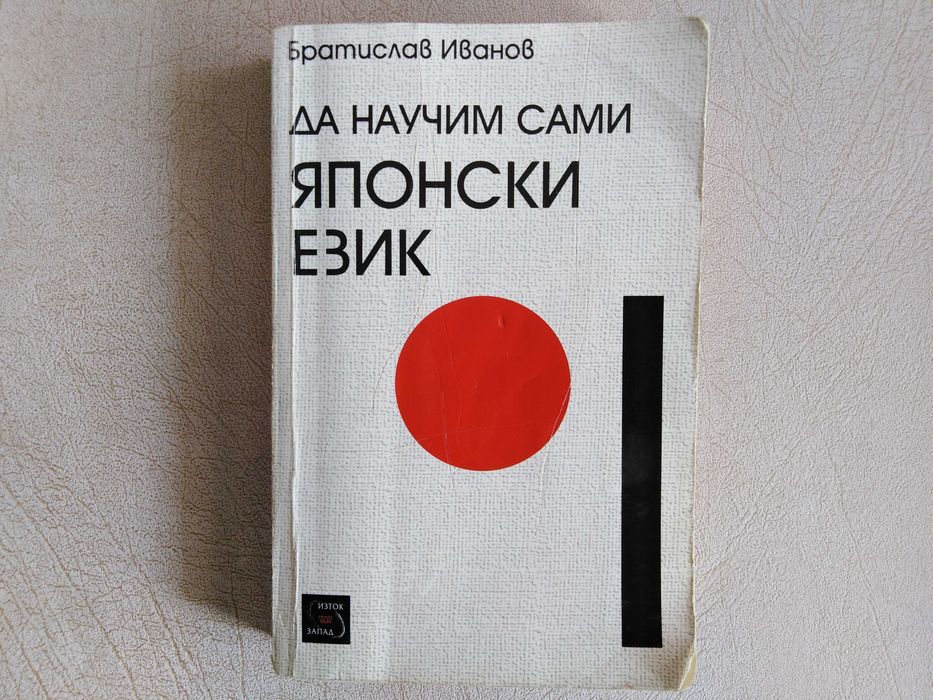 Братислав Иванов
ДА НАУЧИМ САМИ
ЯПОНСКИ
ЕЗИК
ИЗТОК
ЗАПАД